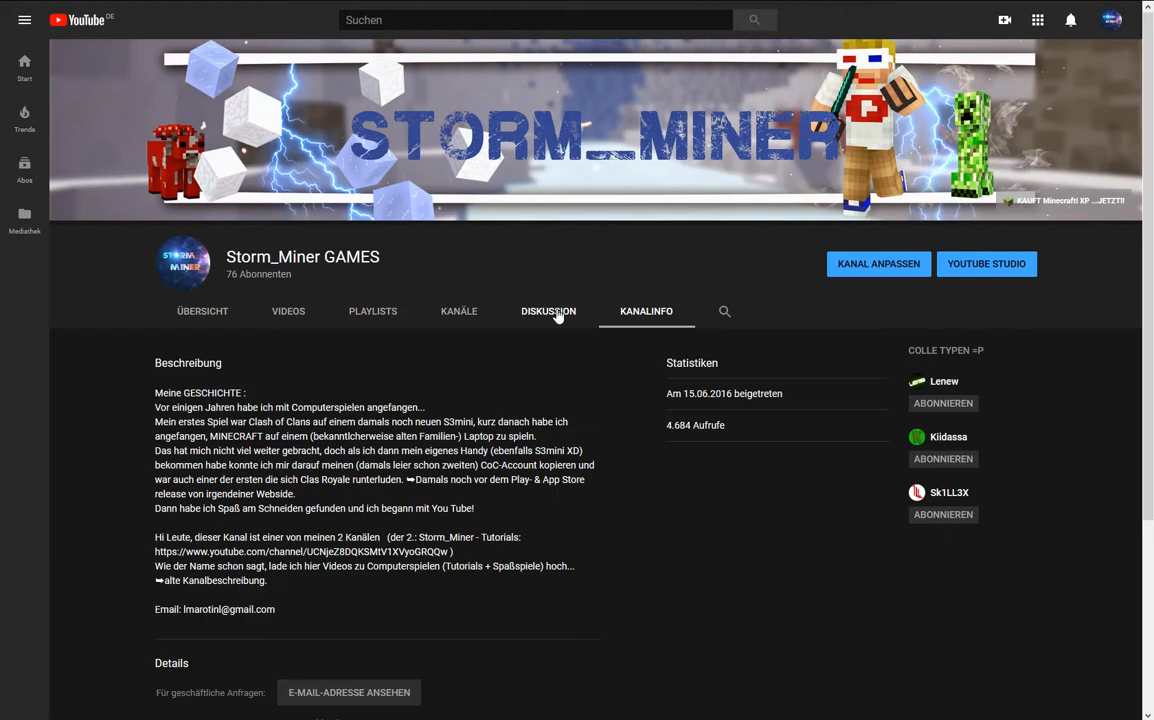 YouTube DE
Suchen
Start
Trends
Abos
Mediathek
STORM_MINER
KAUFT Minecraft! XP ...JETZT!!
STORM_
MINER
Storm_Miner GAMES
76 Abonnenten
KANAL ANPASSEN
YOUTUBE STUDIO
ÜBERSICHT
VIDEOS
PLAYLISTS
KANÄLE
DISKUSSION
KANALINFO
Beschreibung
Meine GESCHICHTE :
Vor einigen Jahren habe ich mit Computerspielen angefangen...
Mein erstes Spiel war Clash of Clans auf einem damals noch neuen S3mini, kurz danach habe ich
angefangen, MINECRAFT auf einem (bekanntlcherweise alten Familien-) Laptop zu spieln.
Das hat mich nicht viel weiter gebracht, doch als ich dann mein eigenes Handy (ebenfalls S3mini XD)
bekommen habe konnte ich mir darauf meinen (damals leier schon zweiten) CoC-Account kopieren und
war auch einer der ersten die sich Clas Royale runterluden. ➥Damals noch vor dem Play- & App Store
release von irgendeiner Webside.
Dann habe ich Spaß am Schneiden gefunden und ich begann mit You Tube!
Hi Leute, dieser Kanal ist einer von meinen 2 Kanälen (der 2.: Storm_Miner - Tutorials:
https://www.youtube.com/channel/UCNjeZ8DQKSMtV1XVyoGRQQw )
Wie der Name schon sagt, lade ich hier Videos zu Computerspielen (Tutorials + Spaßspiele) hoch...
➥alte Kanalbeschreibung.
Email: lmarotinl@gmail.com
Details
Für geschäftliche Anfragen:
E-MAIL-ADRESSE ANSEHEN
Statistiken
Am 15.06.2016 beigetreten
4.684 Aufrufe
COLLE TYPEN =P
Lenew
ABONNIEREN
Kiidassa
ABONNIEREN
Sk1LL3X
ABONNIEREN